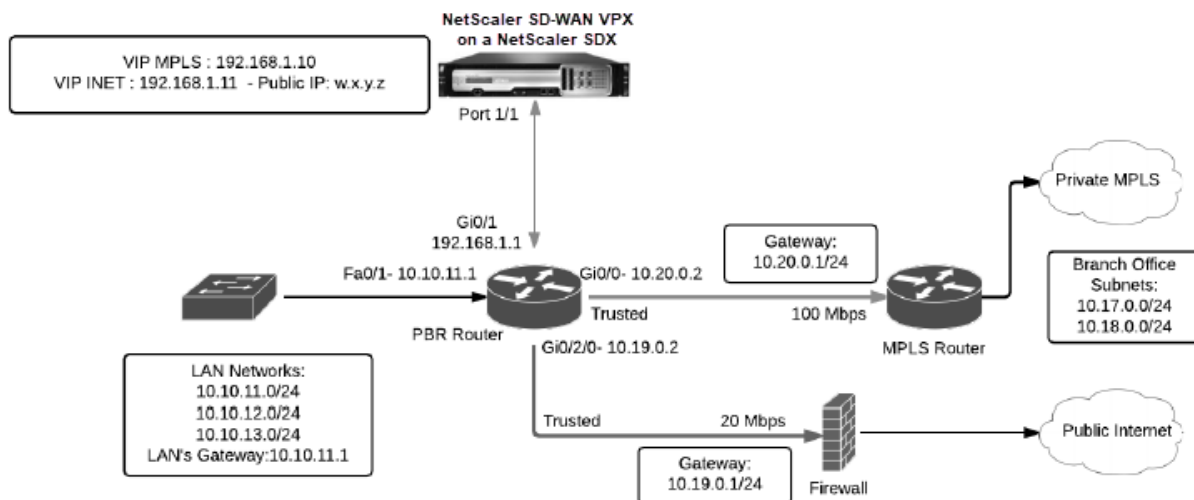 NetScaler SD-WAN VPX
on a NetScaler SDX
VIP MPLS : 192.168.1.10
VIP INET : 192.168.1.11 - Public IP: w.x.y.z
Port 1/1
Private MPLS
Gi0/1
192.168.1.1
Gateway:
10.20.0.1/24
Fa0/1- 10.10.11.1
Gi0/0- 10.20.0.2
Branch Office
Subnets:
10.17.0.0/24
10.18.0.0/24
Trusted
100 Mbps
PBR Router
MPLS Router
Gi0/2/0- 10.19.0.2
LAN Networks:
10.10.11.0/24
10.10.12.0/24
10.10.13.0/24
LAN's Gateway:10.10.11.1
Trusted
20 Mbps
Public Internet
Gateway:
10.19.0.1/24
Firewall